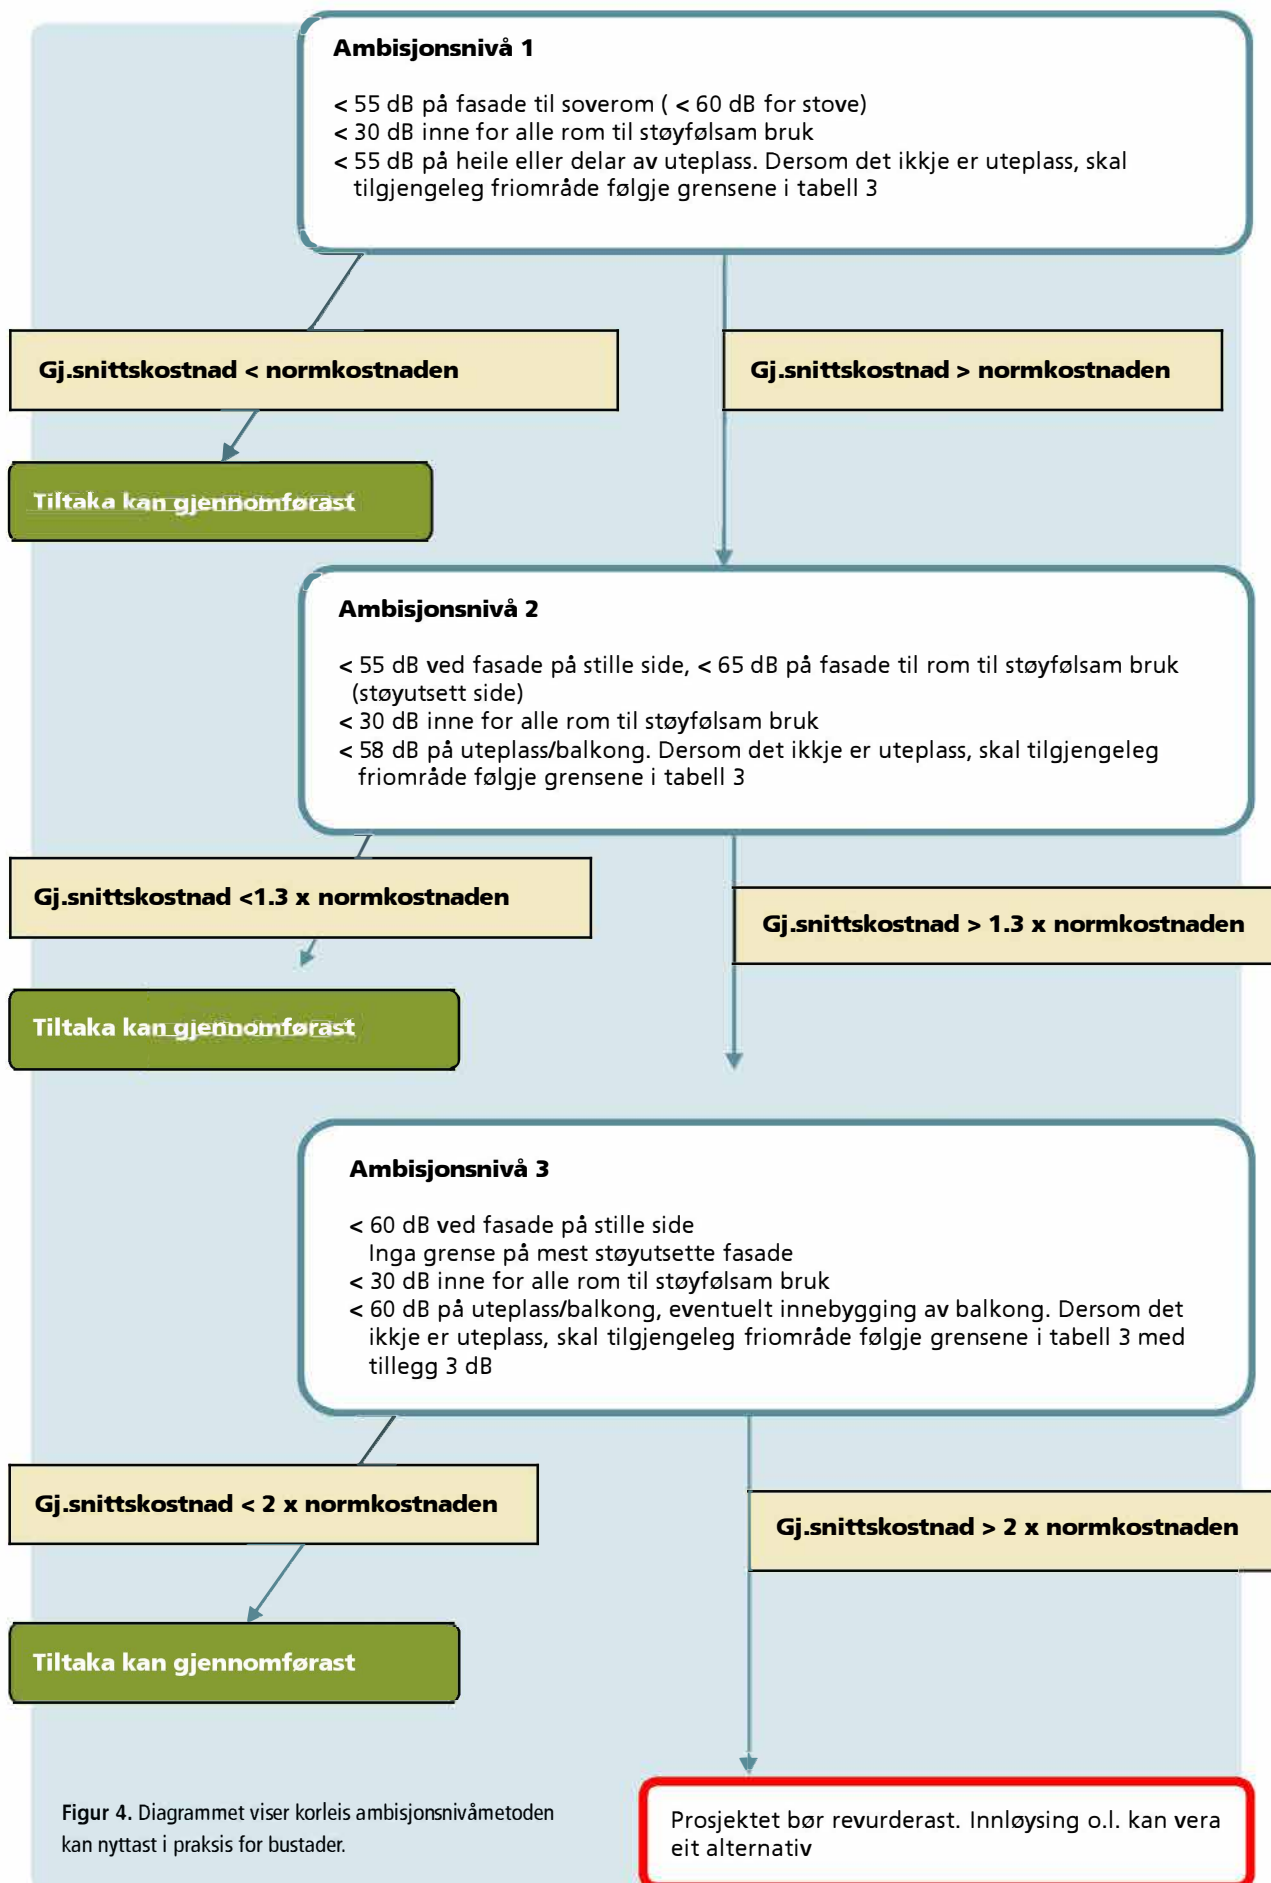 Ambisjonsnivå 1
< 55 dB på fasade til soverom ( < 60 dB for stove)
< 30 dB inne for alle rom til støyfølsam bruk
< 55 dB på heile eller delar av uteplass. Dersom det ikkje er uteplass, skal
tilgjengeleg friområde følgje grensene i tabell 3
Gj.snittskostnad < normkostnaden
Gj.snittskostnad > normkostnaden
Tiltaka kan gjennomførast
Ambisjonsnivå 2
< 55 dB ved fasade på stille side, < 65 dB på fasade til rom til støyfølsam bruk
(støyutsett side)
< 30 dB inne for alle rom til støyfølsam bruk
< 58 dB på uteplass/balkong. Dersom det ikkje er uteplass, skal tilgjengeleg
friområde følgje grensene i tabell 3
Gj.snittskostnad <1.3 x normkostnaden
Gj.snittskostnad > 1.3 x normkostnaden
Tiltaka kan gjennomførast
Ambisjonsnivå 3
< 60 dB ved fasade på stille side
Inga grense på mest støyutsette fasade
< 30 dB inne for alle rom til støyfølsam bruk
< 60 dB på uteplass/balkong, eventuelt innebygging av balkong. Dersom det
ikkje er uteplass, skal tilgjengeleg friområde følgje grensene i tabell 3 med
tillegg 3 dB
Gj.snittskostnad < 2 x normkostnaden
Gj.snittskostnad > 2 x normkostnaden
Tiltaka kan gjennomførast
Figur 4. Diagrammet viser korleis ambisjonsnivåmetoden
kan nyttast i praksis for bustader.
Prosjektet bør revurderast. Innløysing o.l. kan vera
eit alternativ